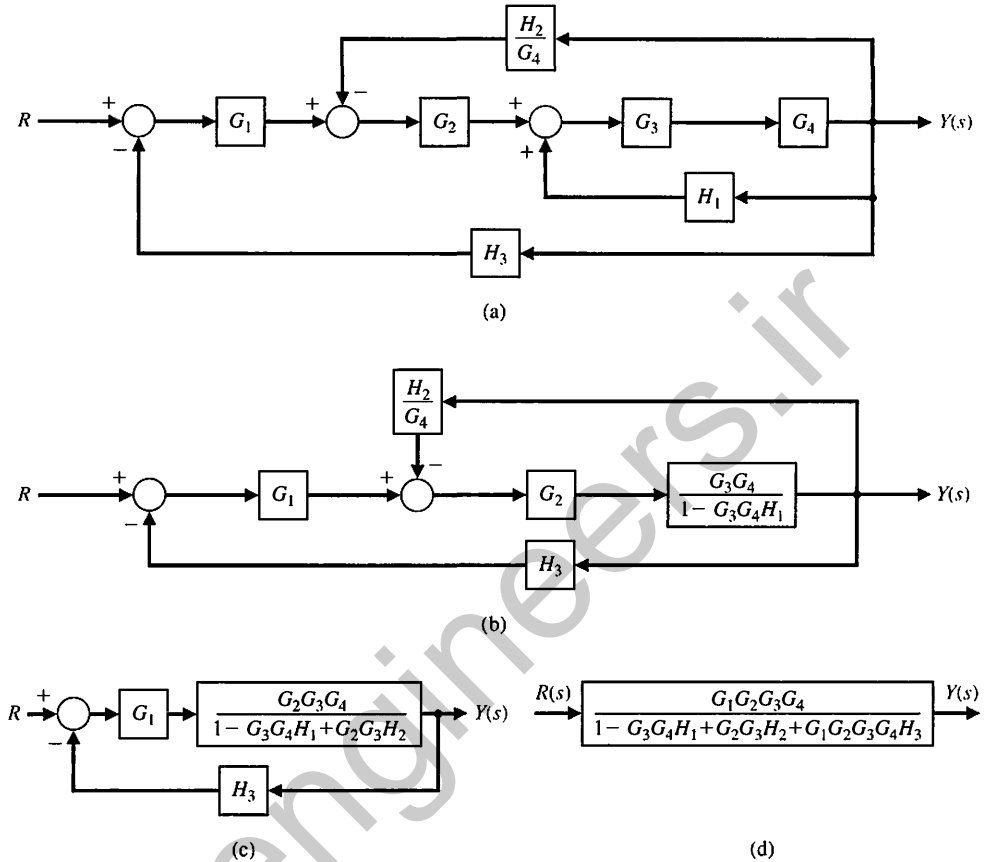 H₂
G₄
+
+
+
R
G₁
−
G₂
G₃
G₄
Y(s)
−
+
H₁
H₃
(a)
H₂
G₄
+
+
−
R
G₁
G₂
G₃G₄
1 − G₃G₄H₁
Y(s)
−
H₃
(b)
+
R
G₁
G₂G₃G₄
1 − G₃G₄H₁+G₂G₃H₂
Y(s)
−
H₃
(c)
R(s)
G₁G₂G₃G₄
1 − G₃G₄H₁+G₂G₃H₂+G₁G₂G₃G₄H₃
Y(s)
(d)
engineers.ir